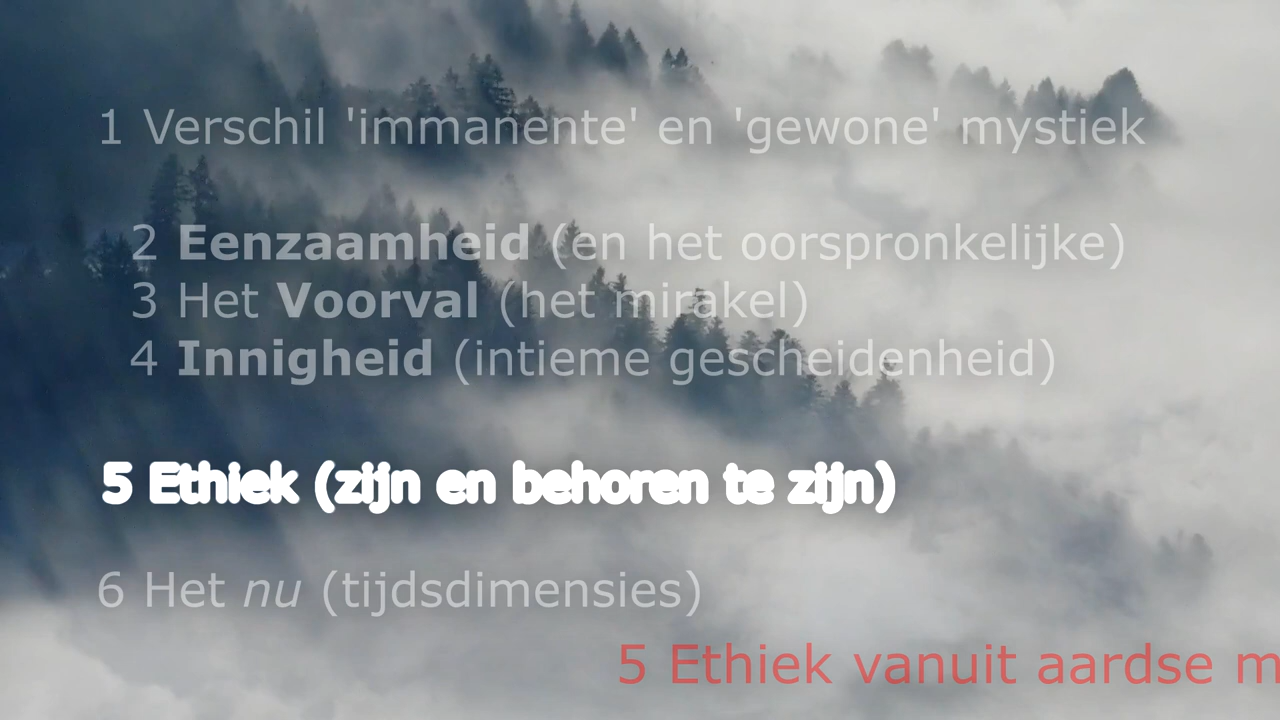 1 Verschil 'immanente' en 'gewone' mystiek
2 Eenzaamheid (en het oorspronkelijke)
3 Het Voorval (het mirakel)
4 Innigheid (intieme gescheidenheid)
5 Ethiek (zijn en behoren te zijn)
6 Het nu (tijdsdimensies)
5 Ethiek vanuit aardse